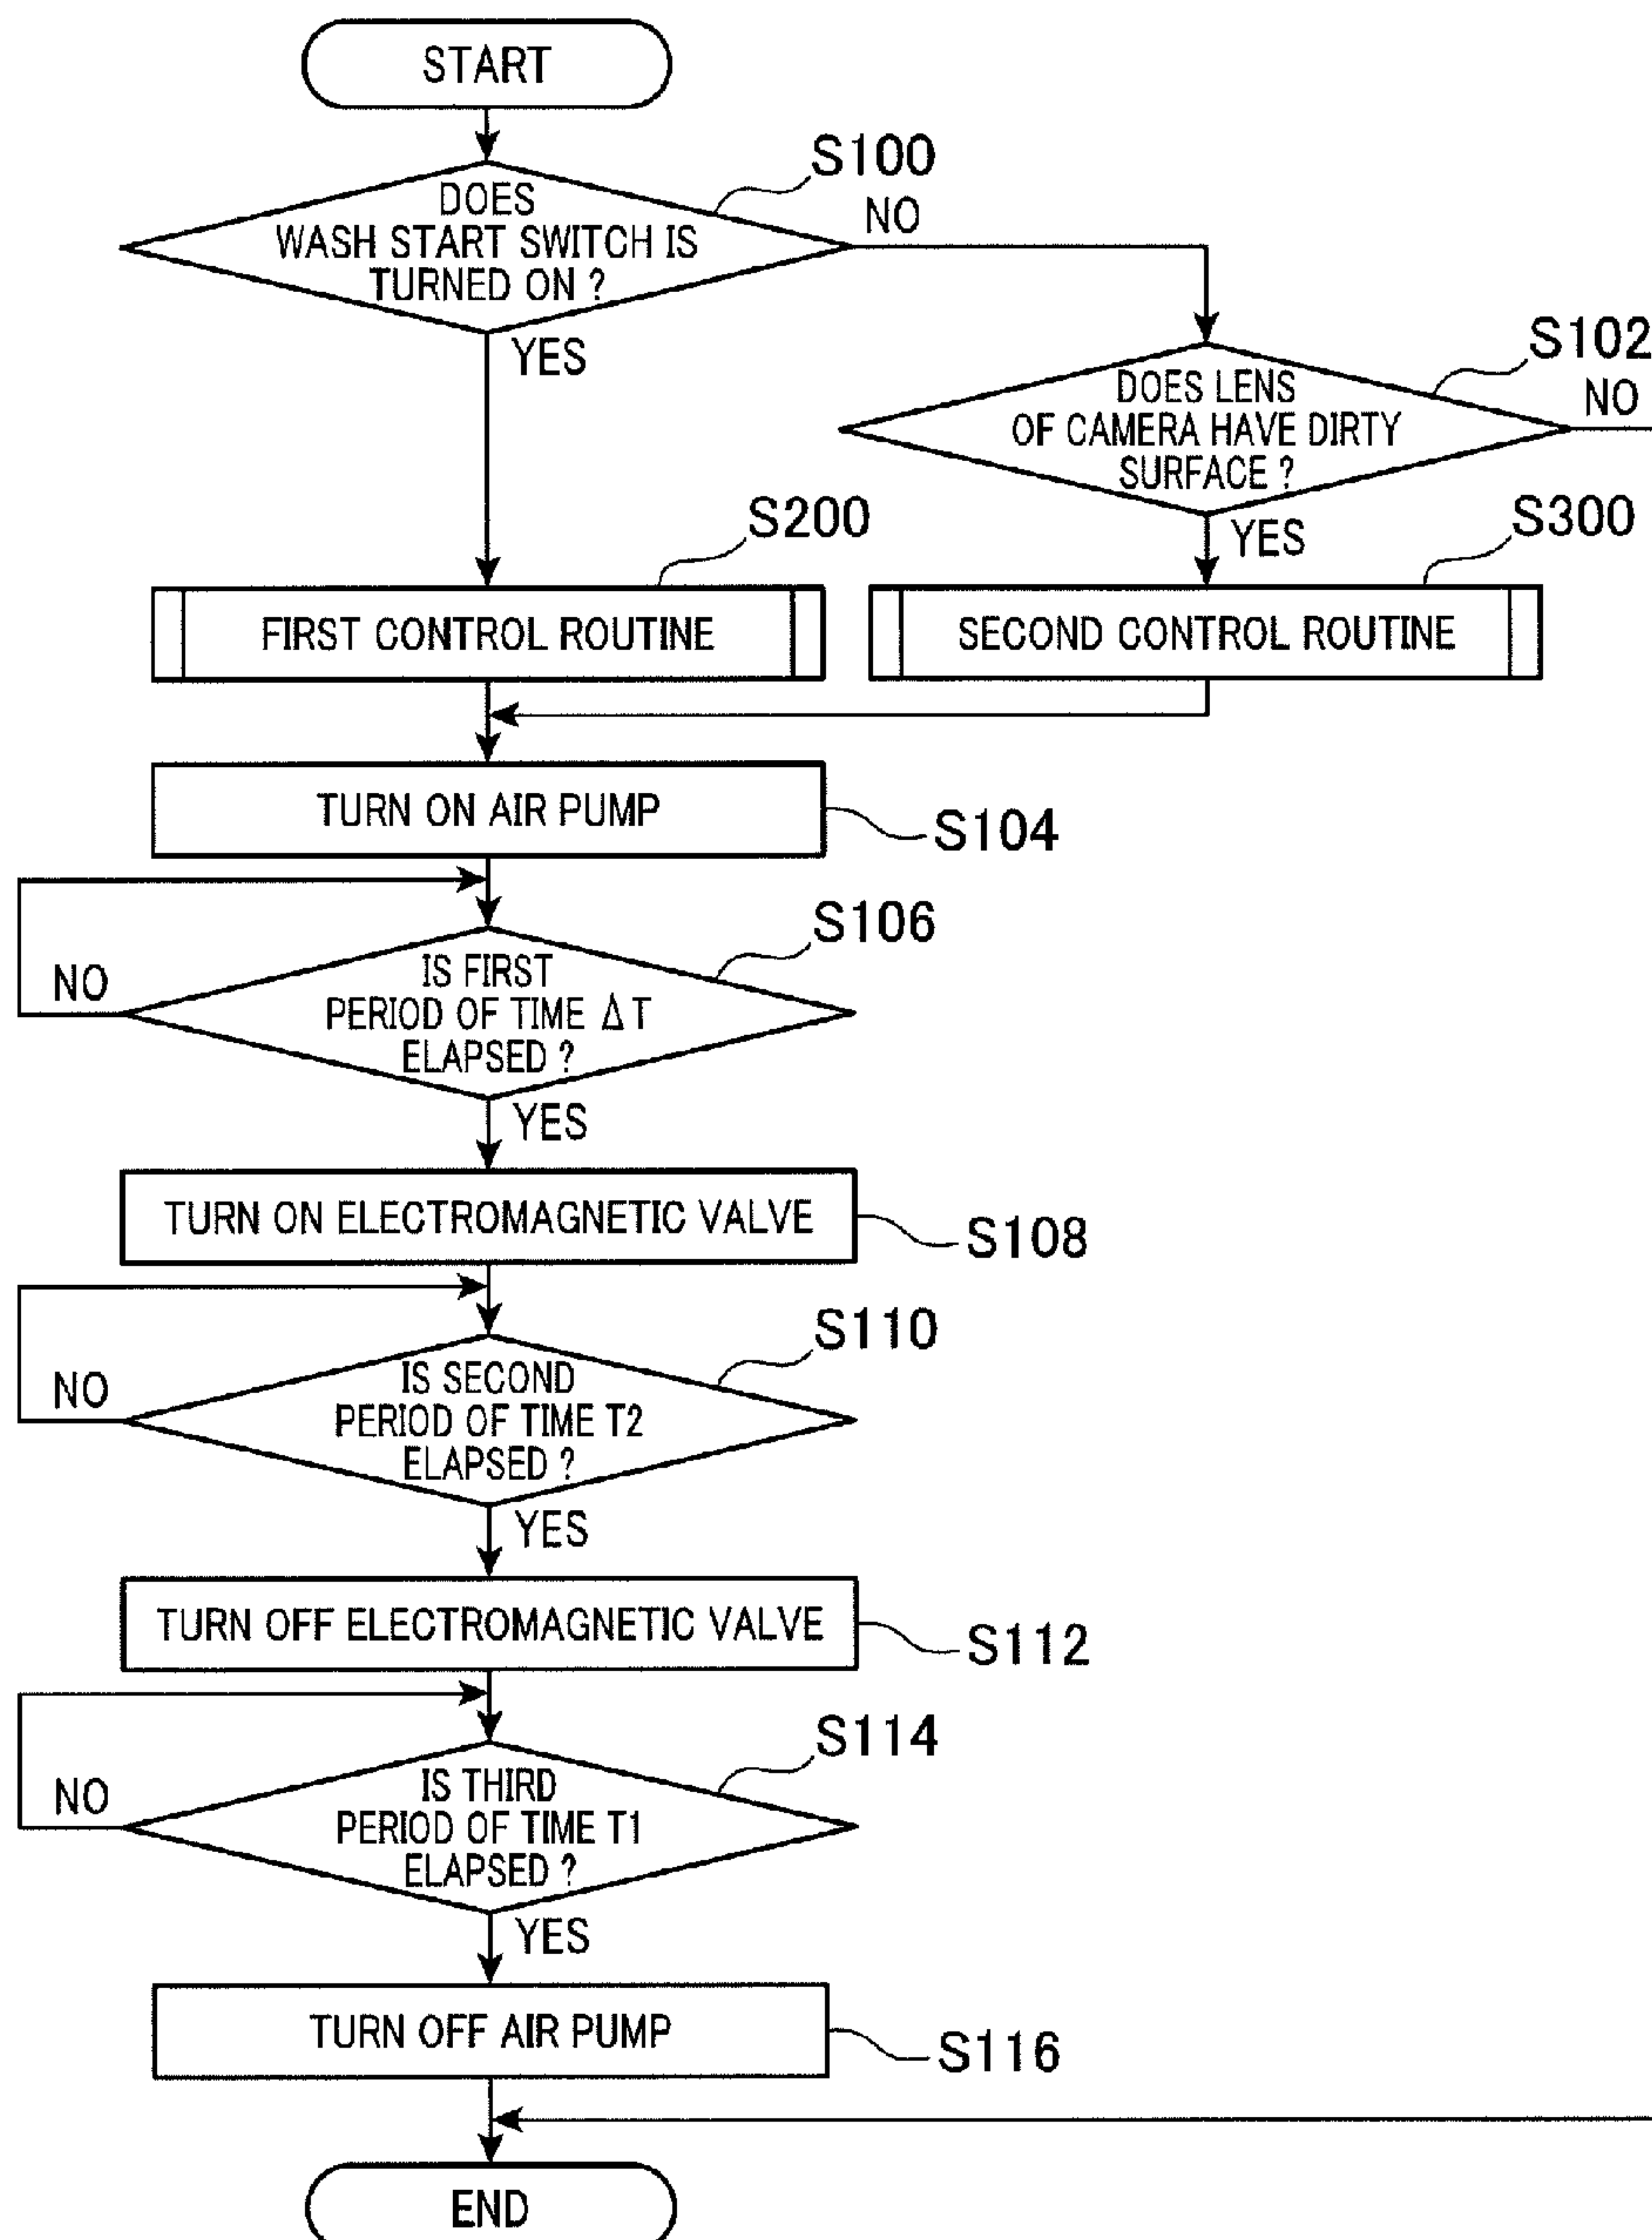 START
S100
DOES
WASH START SWITCH IS
TURNED ON ?
NO
YES
S102
DOES LENS
OF CAMERA HAVE DIRTY
SURFACE ?
NO
YES
S200
FIRST CONTROL ROUTINE
S300
SECOND CONTROL ROUTINE
TURN ON AIR PUMP
S104
S106
IS FIRST
PERIOD OF TIME ΔT
ELAPSED ?
NO
YES
TURN ON ELECTROMAGNETIC VALVE
S108
S110
IS SECOND
PERIOD OF TIME T2
ELAPSED ?
NO
YES
TURN OFF ELECTROMAGNETIC VALVE
S112
S114
IS THIRD
PERIOD OF TIME T1
ELAPSED ?
NO
YES
TURN OFF AIR PUMP
S116
END